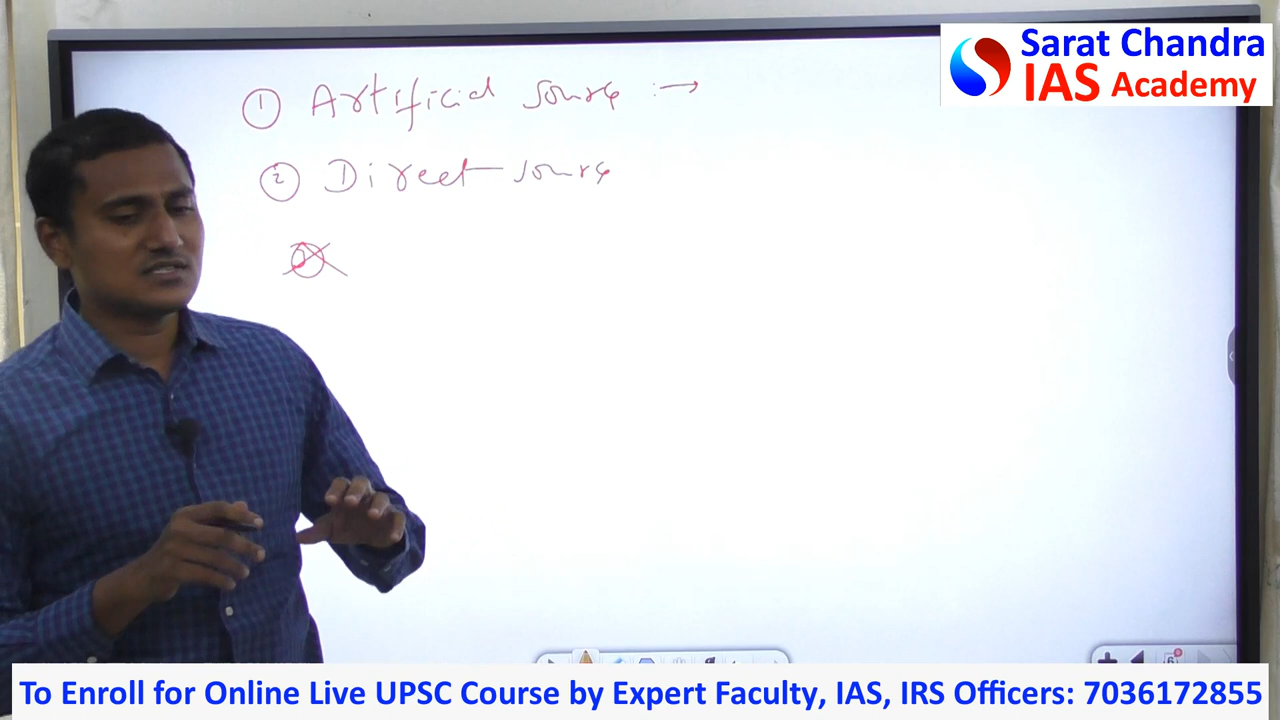 Sarat Chandra
IAS Academy
① Artificial source :→
② Direct source
6
To Enroll for Online Live UPSC Course by Expert Faculty, IAS, IRS Officers: 7036172855